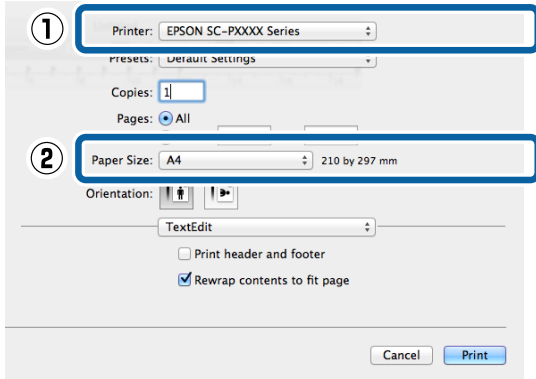 ① Printer: EPSON SC-PXXXX Series
Presets: Default Settings
Copies: 1
Pages: All
② Paper Size: A4 210 by 297 mm
Orientation:
TextEdit
Print header and footer
Rewrap contents to fit page
Cancel Print